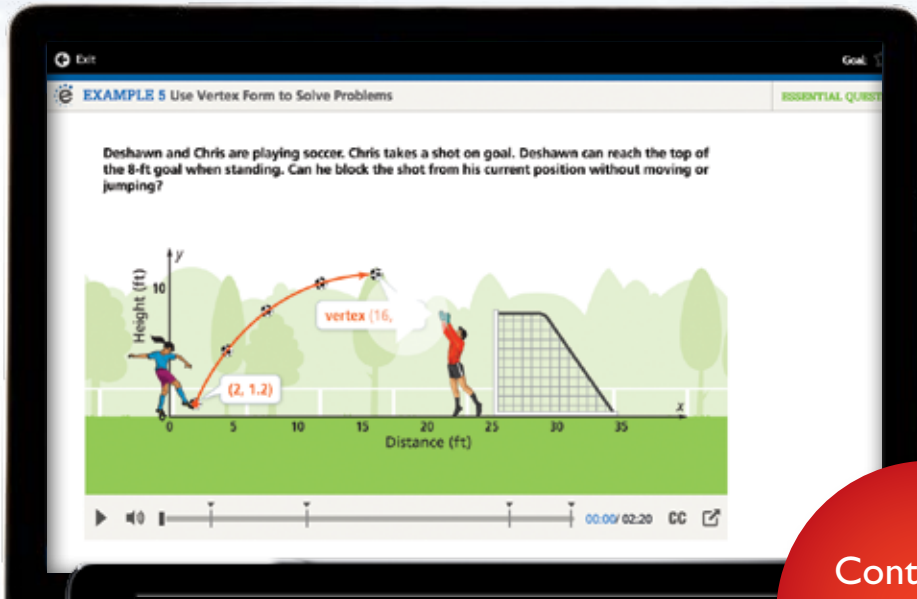 Exit
Goal:
e EXAMPLE 5 Use Vertex Form to Solve Problems
ESSENTIAL QUEST
Deshawn and Chris are playing soccer. Chris takes a shot on goal. Deshawn can reach the top of
the 8-ft goal when standing. Can he block the shot from his current position without moving or
jumping?
y
Height (ft)
10
vertex (16,
(2, 1.2)
0
x
0 5 10 15 20 25 30 35
Distance (ft)
00:00/ 02:20 CC
Cont